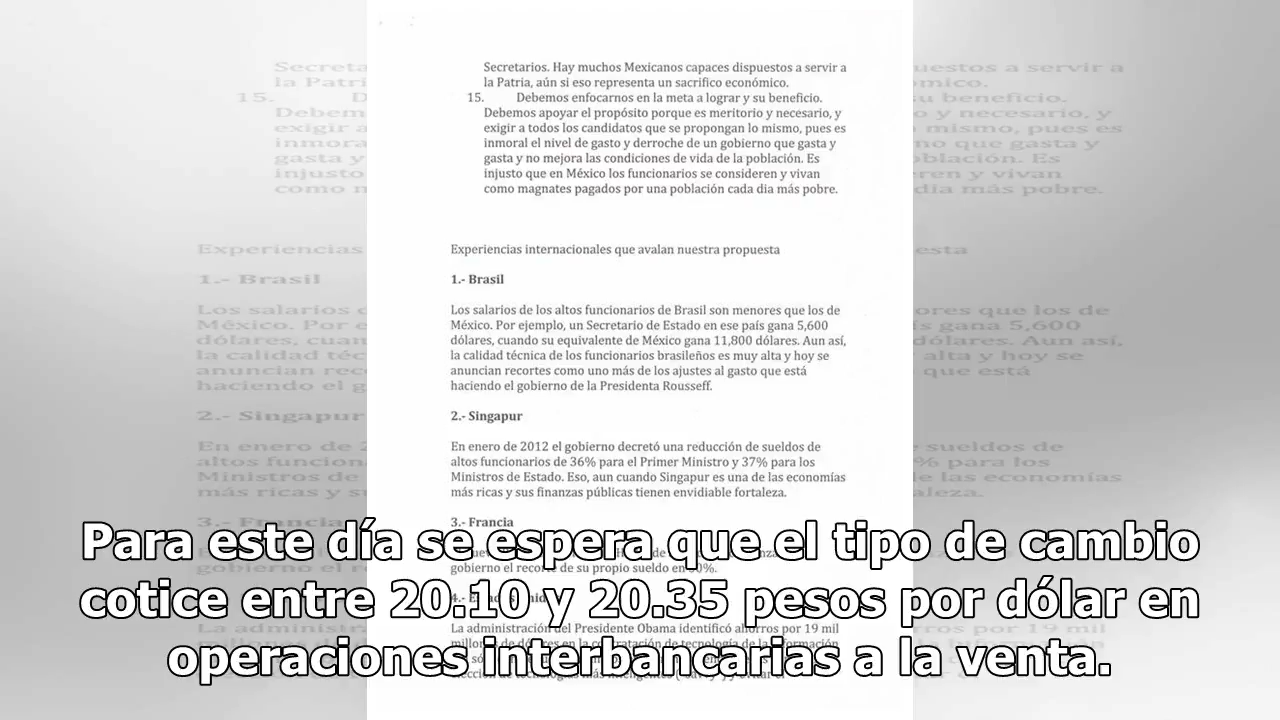 Secretarios. Hay muchos Mexicanos capaces dispuestos a servir a
la Patria, aún si eso representa un sacrifico económico.
15. Debemos enfocarnos en la meta a lograr y su beneficio.
Debemos apoyar el propósito porque es meritorio y necesario, y
exigir a todos los candidatos que se propongan lo mismo, pues es
inmoral el nivel de gasto y derroche de un gobierno que gasta y
gasta y no mejora las condiciones de vida de la población. Es
injusto que en México los funcionarios se consideren y vivan
como magnates pagados por una población cada dia más pobre.
Experiencias internacionales que avalan nuestra propuesta
1.- Brasil
Los salarios de los altos funcionarios de Brasil son menores que los de
México. Por ejemplo, un Secretario de Estado en ese país gana 5,600
dólares, cuando su equivalente de México gana 11,800 dólares. Aun así,
la calidad técnica de los funcionarios brasileños es muy alta y hoy se
anuncian recortes como uno más de los ajustes al gasto que está
haciendo el gobierno de la Presidenta Rousseff.
2.- Singapur
En enero de 2012 el gobierno decretó una reducción de sueldos de
altos funcionarios de 36% para el Primer Ministro y 37% para los
Ministros de Estado. Eso, aun cuando Singapur es una de las economías
más ricas y sus finanzas públicas tienen envidiable fortaleza.
3.- Francia
gobierno el recorte de su propio sueldo en
La administración del Presidente Obama identificó ahorros por 19 mil
Para este día se espera que el tipo de cambio
cotice entre 20.10 y 20.35 pesos por dólar en
operaciones interbancarias a la venta.